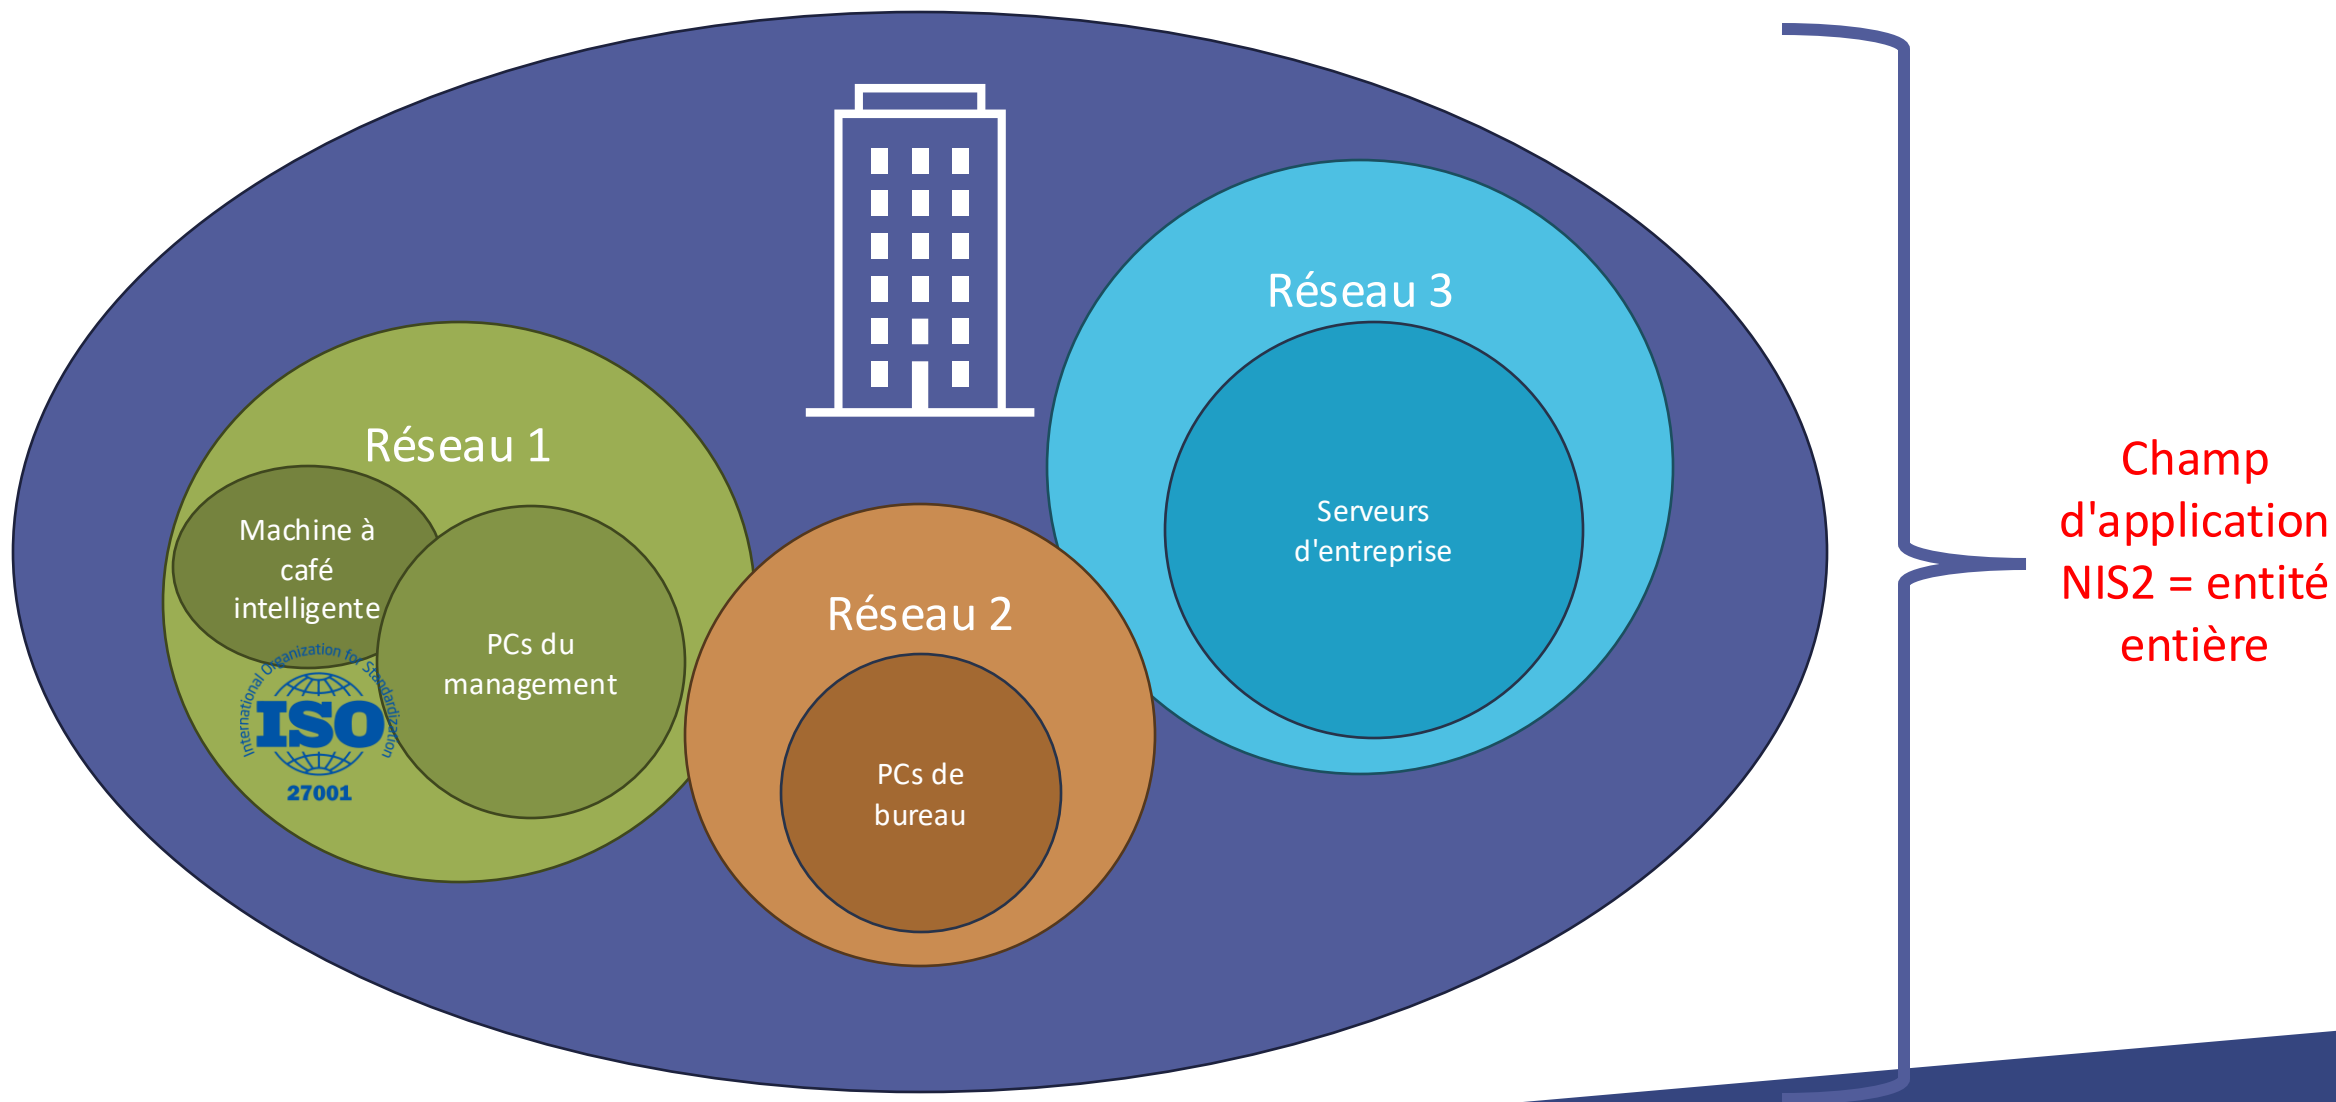 Réseau 3
Réseau 1
Machine à
café
intelligente
Serveurs
d'entreprise
Réseau 2
PCs du
management
International Organization for Standardization
ISO
27001
PCs de
bureau
Champ
d'application
NIS2 = entité
entière